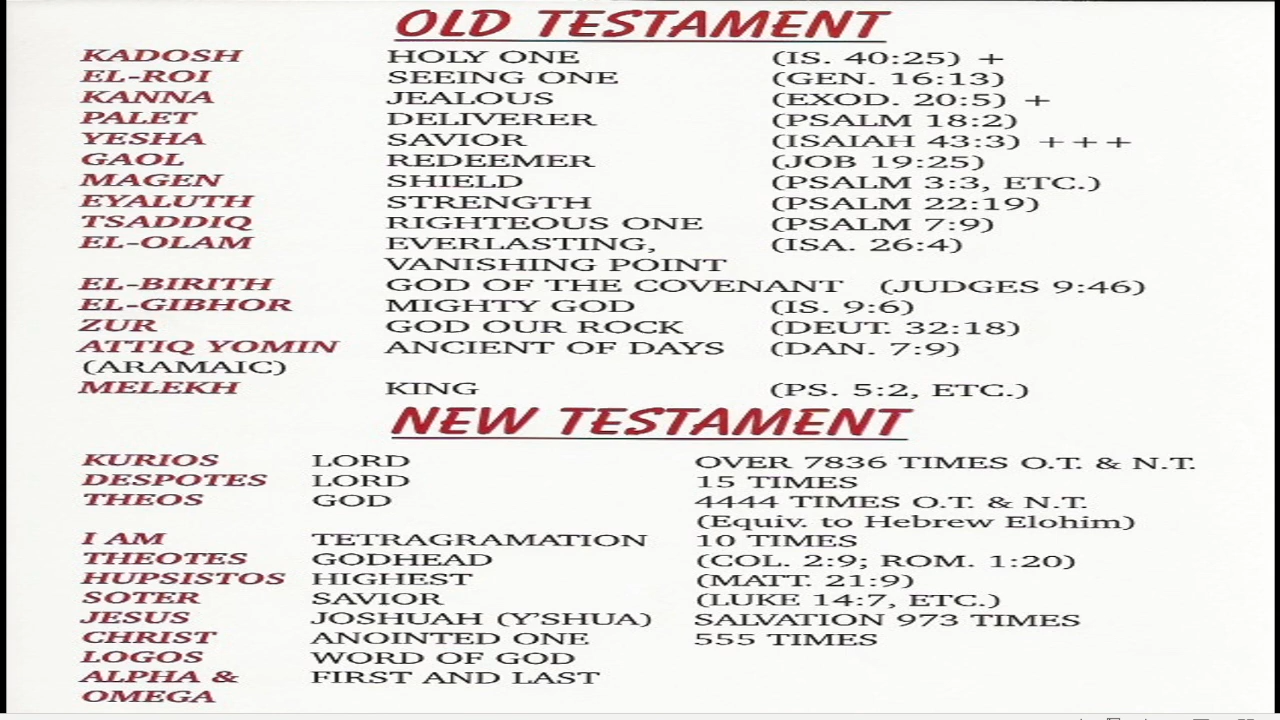 OLD TESTAMENT
KADOSH HOLY ONE (IS. 40:25) +
EL-ROI SEEING ONE (GEN. 16:13)
KANNA JEALOUS (EXOD. 20:5) +
PALET DELIVERER (PSALM 18:2)
YESHA SAVIOR (ISAIAH 43:3) + + +
GAOL REDEEMER (JOB 19:25)
MAGEN SHIELD (PSALM 3:3, ETC.)
EYALUTH STRENGTH (PSALM 22:19)
TSADDIQ RIGHTEOUS ONE (PSALM 7:9)
EL-OLAM EVERLASTING, (ISA. 26:4)
VANISHING POINT
EL-BIRITH GOD OF THE COVENANT (JUDGES 9:46)
EL-GIBHOR MIGHTY GOD (IS. 9:6)
ZUR GOD OUR ROCK (DEUT. 32:18)
ATTIQ YOMIN ANCIENT OF DAYS (DAN. 7:9)
(ARAMAIC)
MELEKH KING (PS. 5:2, ETC.)
NEW TESTAMENT
KURIOS LORD OVER 7836 TIMES O.T. & N.T.
DESPOTES LORD 15 TIMES
THEOS GOD 4444 TIMES O.T. & N.T.
(Equiv. to Hebrew Elohim)
I AM TETRAGRAMATION 10 TIMES
THEOTES GODHEAD (COL. 2:9; ROM. 1:20)
HUPSISTOS HIGHEST (MATT. 21:9)
SOTER SAVIOR (LUKE 14:7, ETC.)
JESUS JOSHUAH (Y'SHUA) SALVATION 973 TIMES
CHRIST ANOINTED ONE 555 TIMES
LOGOS WORD OF GOD
ALPHA & FIRST AND LAST
OMEGA